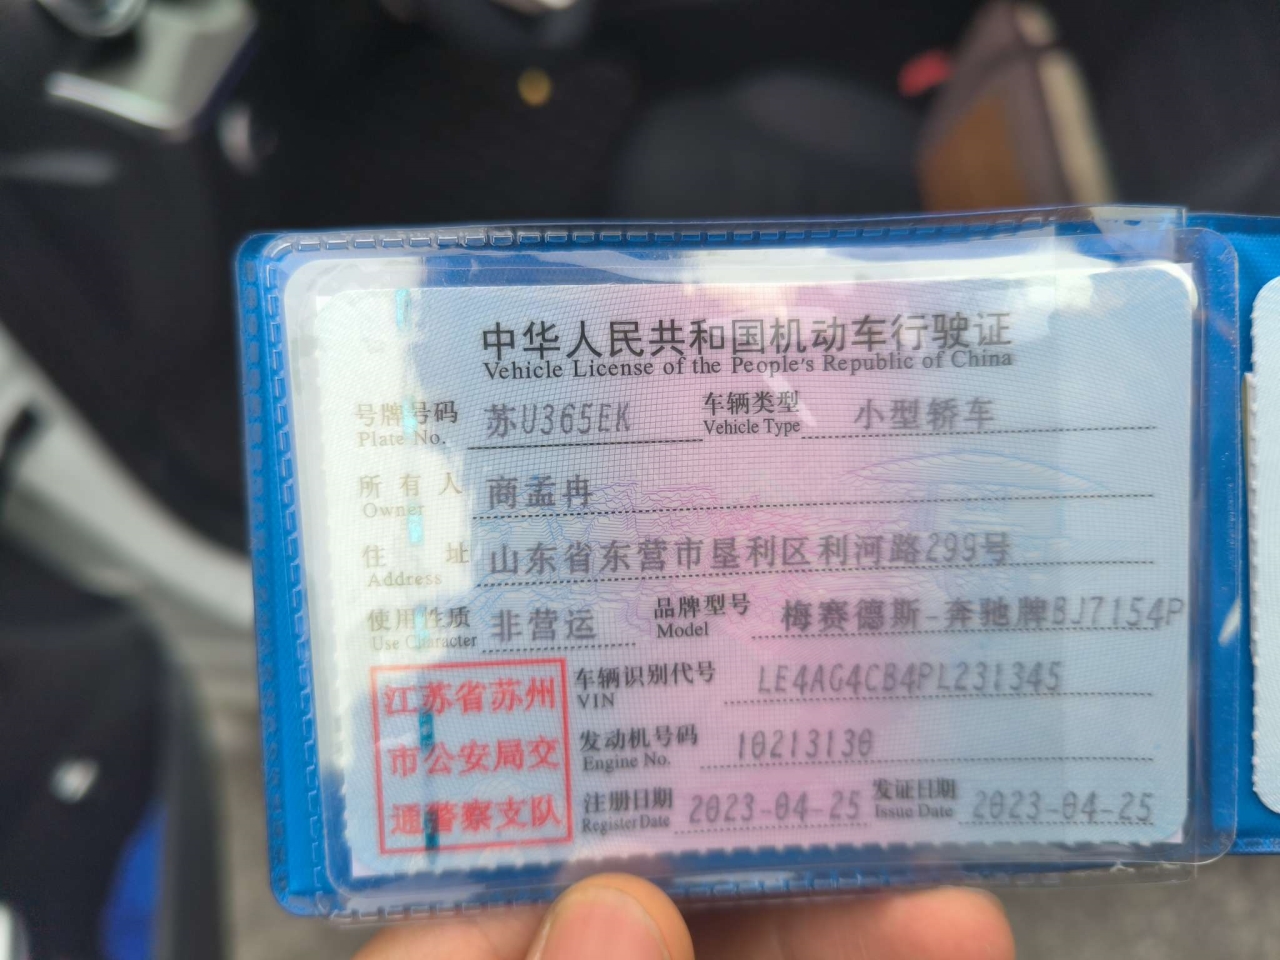 中华人民共和国机动车行驶证
Vehicle License of the People's Republic of China
号牌号码 苏U365EK 车辆类型 小型轿车
Plate No. Vehicle Type
所有人 商孟冉
Owner
住址 山东省东营市垦利区利河路299号
Address
使用性质 非营运 品牌型号 梅赛德斯-奔驰牌BJ7154P
Use Character Model
江苏省苏州
市公安局交
通警察支队
车辆识别代号 LE4AG4CB4PL231345
VIN
发动机号码 10213130
Engine No.
注册日期 2023-04-25 发证日期 2023-04-25
Register Date Issue Date